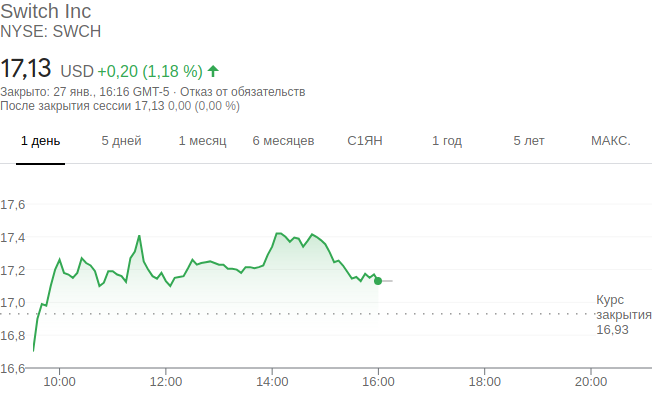 Switch Inc
NYSE: SWCH
17,13 USD +0,20 (1,18 %)
Закрыто: 27 янв., 16:16 GMT-5 · Отказ от обязательств
После закрытия сессии 17,13 0,00 (0,00 %)
1 день 5 дней 1 месяц 6 месяцев С1ЯН 1 год 5 лет МАКС.
17,6
17,4
17,2
17,0
Курс
закрытия
16,93
16,8
16,6
10:00 12:00 14:00 16:00 18:00 20:00